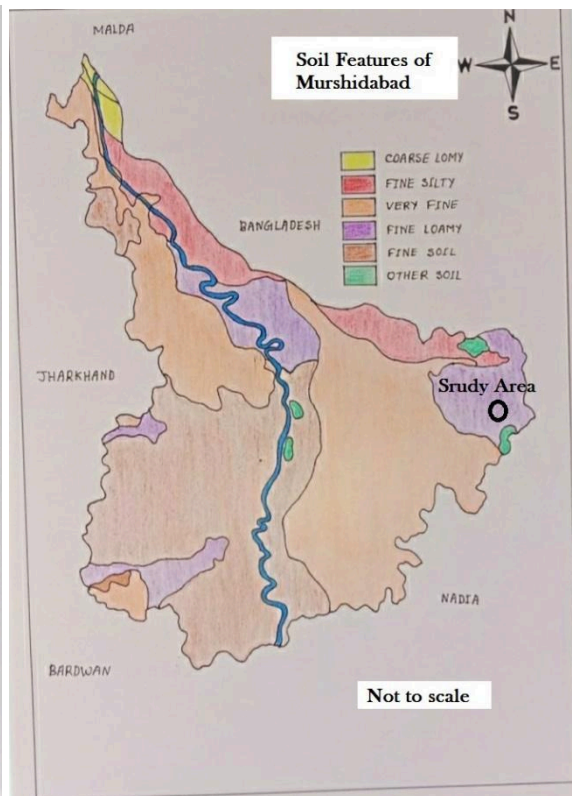 MALDA
Soil Features of
Murshidabad
N
W
E
S
COARSE LOMY
FINE SILTY
VERY FINE
FINE LOAMY
FINE SOIL
OTHER SOIL
BANGLADESH
JHARKHAND
Srudy Area
NADIA
BARDWAN
Not to scale